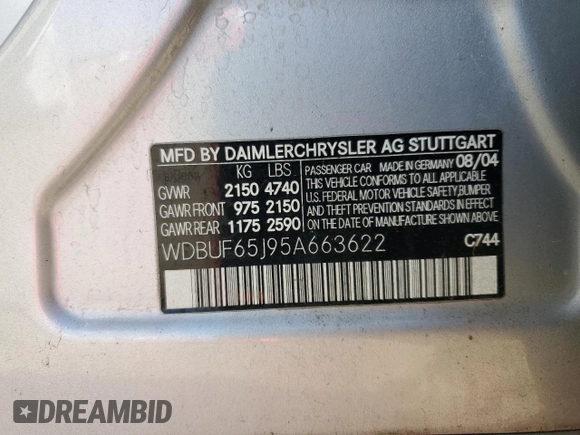 MFD BY DAIMLERCHRYSLER AG STUTTGART
KG LBS
GVWR 2150 4740
GAWR FRONT 975 2150
GAWR REAR 1175 2590
PASSENGER CAR MADE IN GERMANY 08/04
THIS VEHICLE CONFORMS TO ALL APPLICABLE
U.S. FEDERAL MOTOR VEHICLE SAFETY,BUMPER
AND THEFT PREVENTION STANDARDS IN EFFECT
ON THE DATE OF MANUFACTURE SHOWN ABOVE
WDBUF65J95A663622 C744
DREAMBID